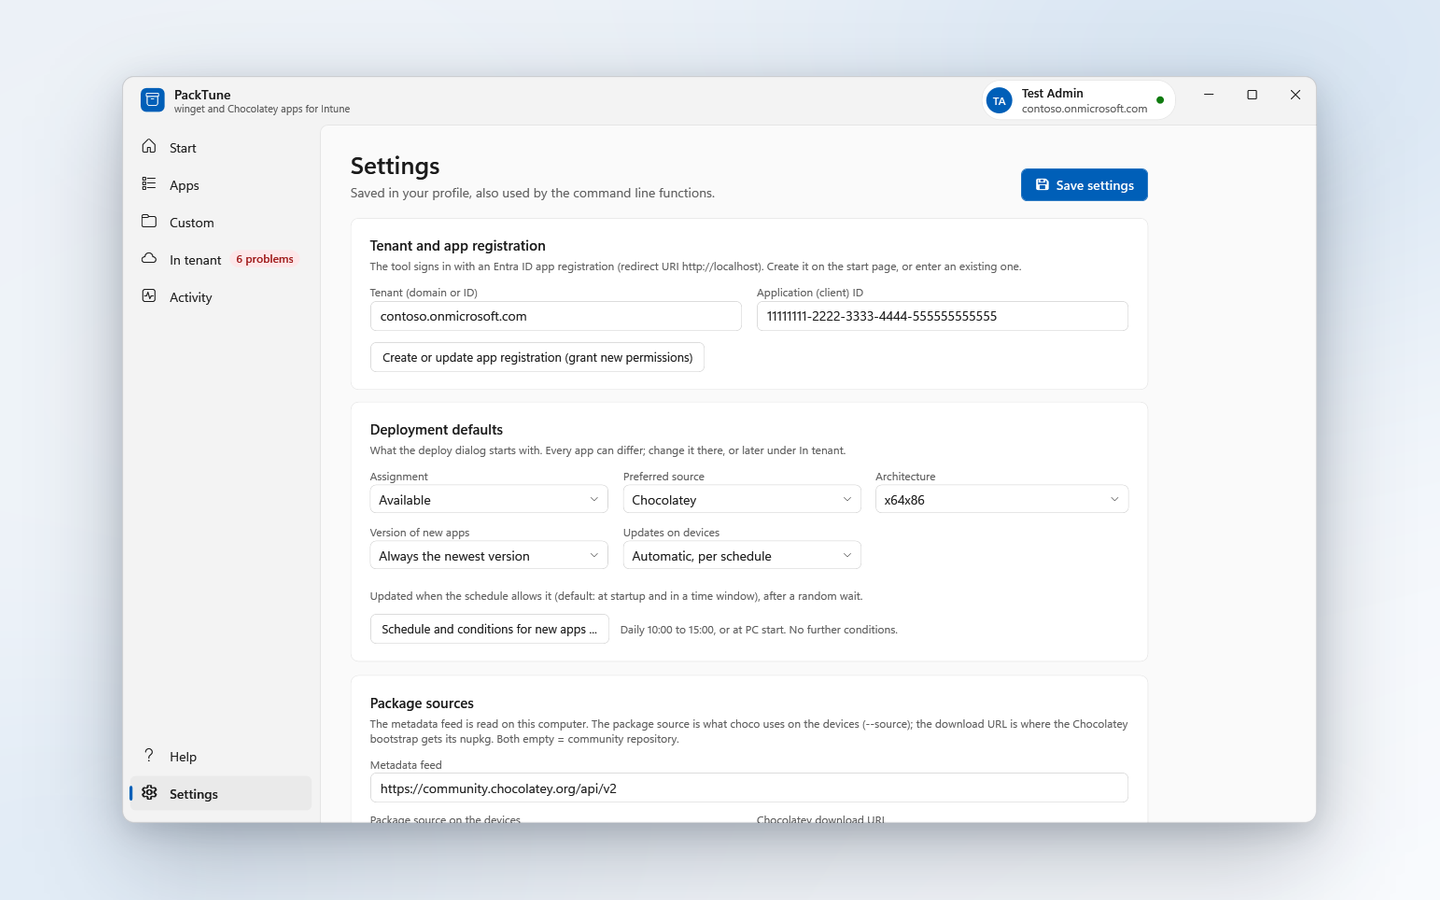 PackTune
winget and Chocolatey apps for Intune
TA
Test Admin
contoso.onmicrosoft.com
Start
Apps
Custom
In tenant
6 problems
Activity
Help
Settings
Settings
Saved in your profile, also used by the command line functions.
Save settings
Tenant and app registration
The tool signs in with an Entra ID app registration (redirect URI http://localhost). Create it on the start page, or enter an existing one.
Tenant (domain or ID)
Application (client) ID
contoso.onmicrosoft.com
11111111-2222-3333-4444-555555555555
Create or update app registration (grant new permissions)
Deployment defaults
What the deploy dialog starts with. Every app can differ; change it there, or later under In tenant.
Assignment
Preferred source
Architecture
Available
Chocolatey
x64x86
Version of new apps
Updates on devices
Always the newest version
Automatic, per schedule
Updated when the schedule allows it (default: at startup and in a time window), after a random wait.
Schedule and conditions for new apps ...
Daily 10:00 to 15:00, or at PC start. No further conditions.
Package sources
The metadata feed is read on this computer. The package source is what choco uses on the devices (--source); the download URL is where the Chocolatey
bootstrap gets its nupkg. Both empty = community repository.
Metadata feed
https://community.chocolatey.org/api/v2
Package source on the devices
Chocolatey download URL